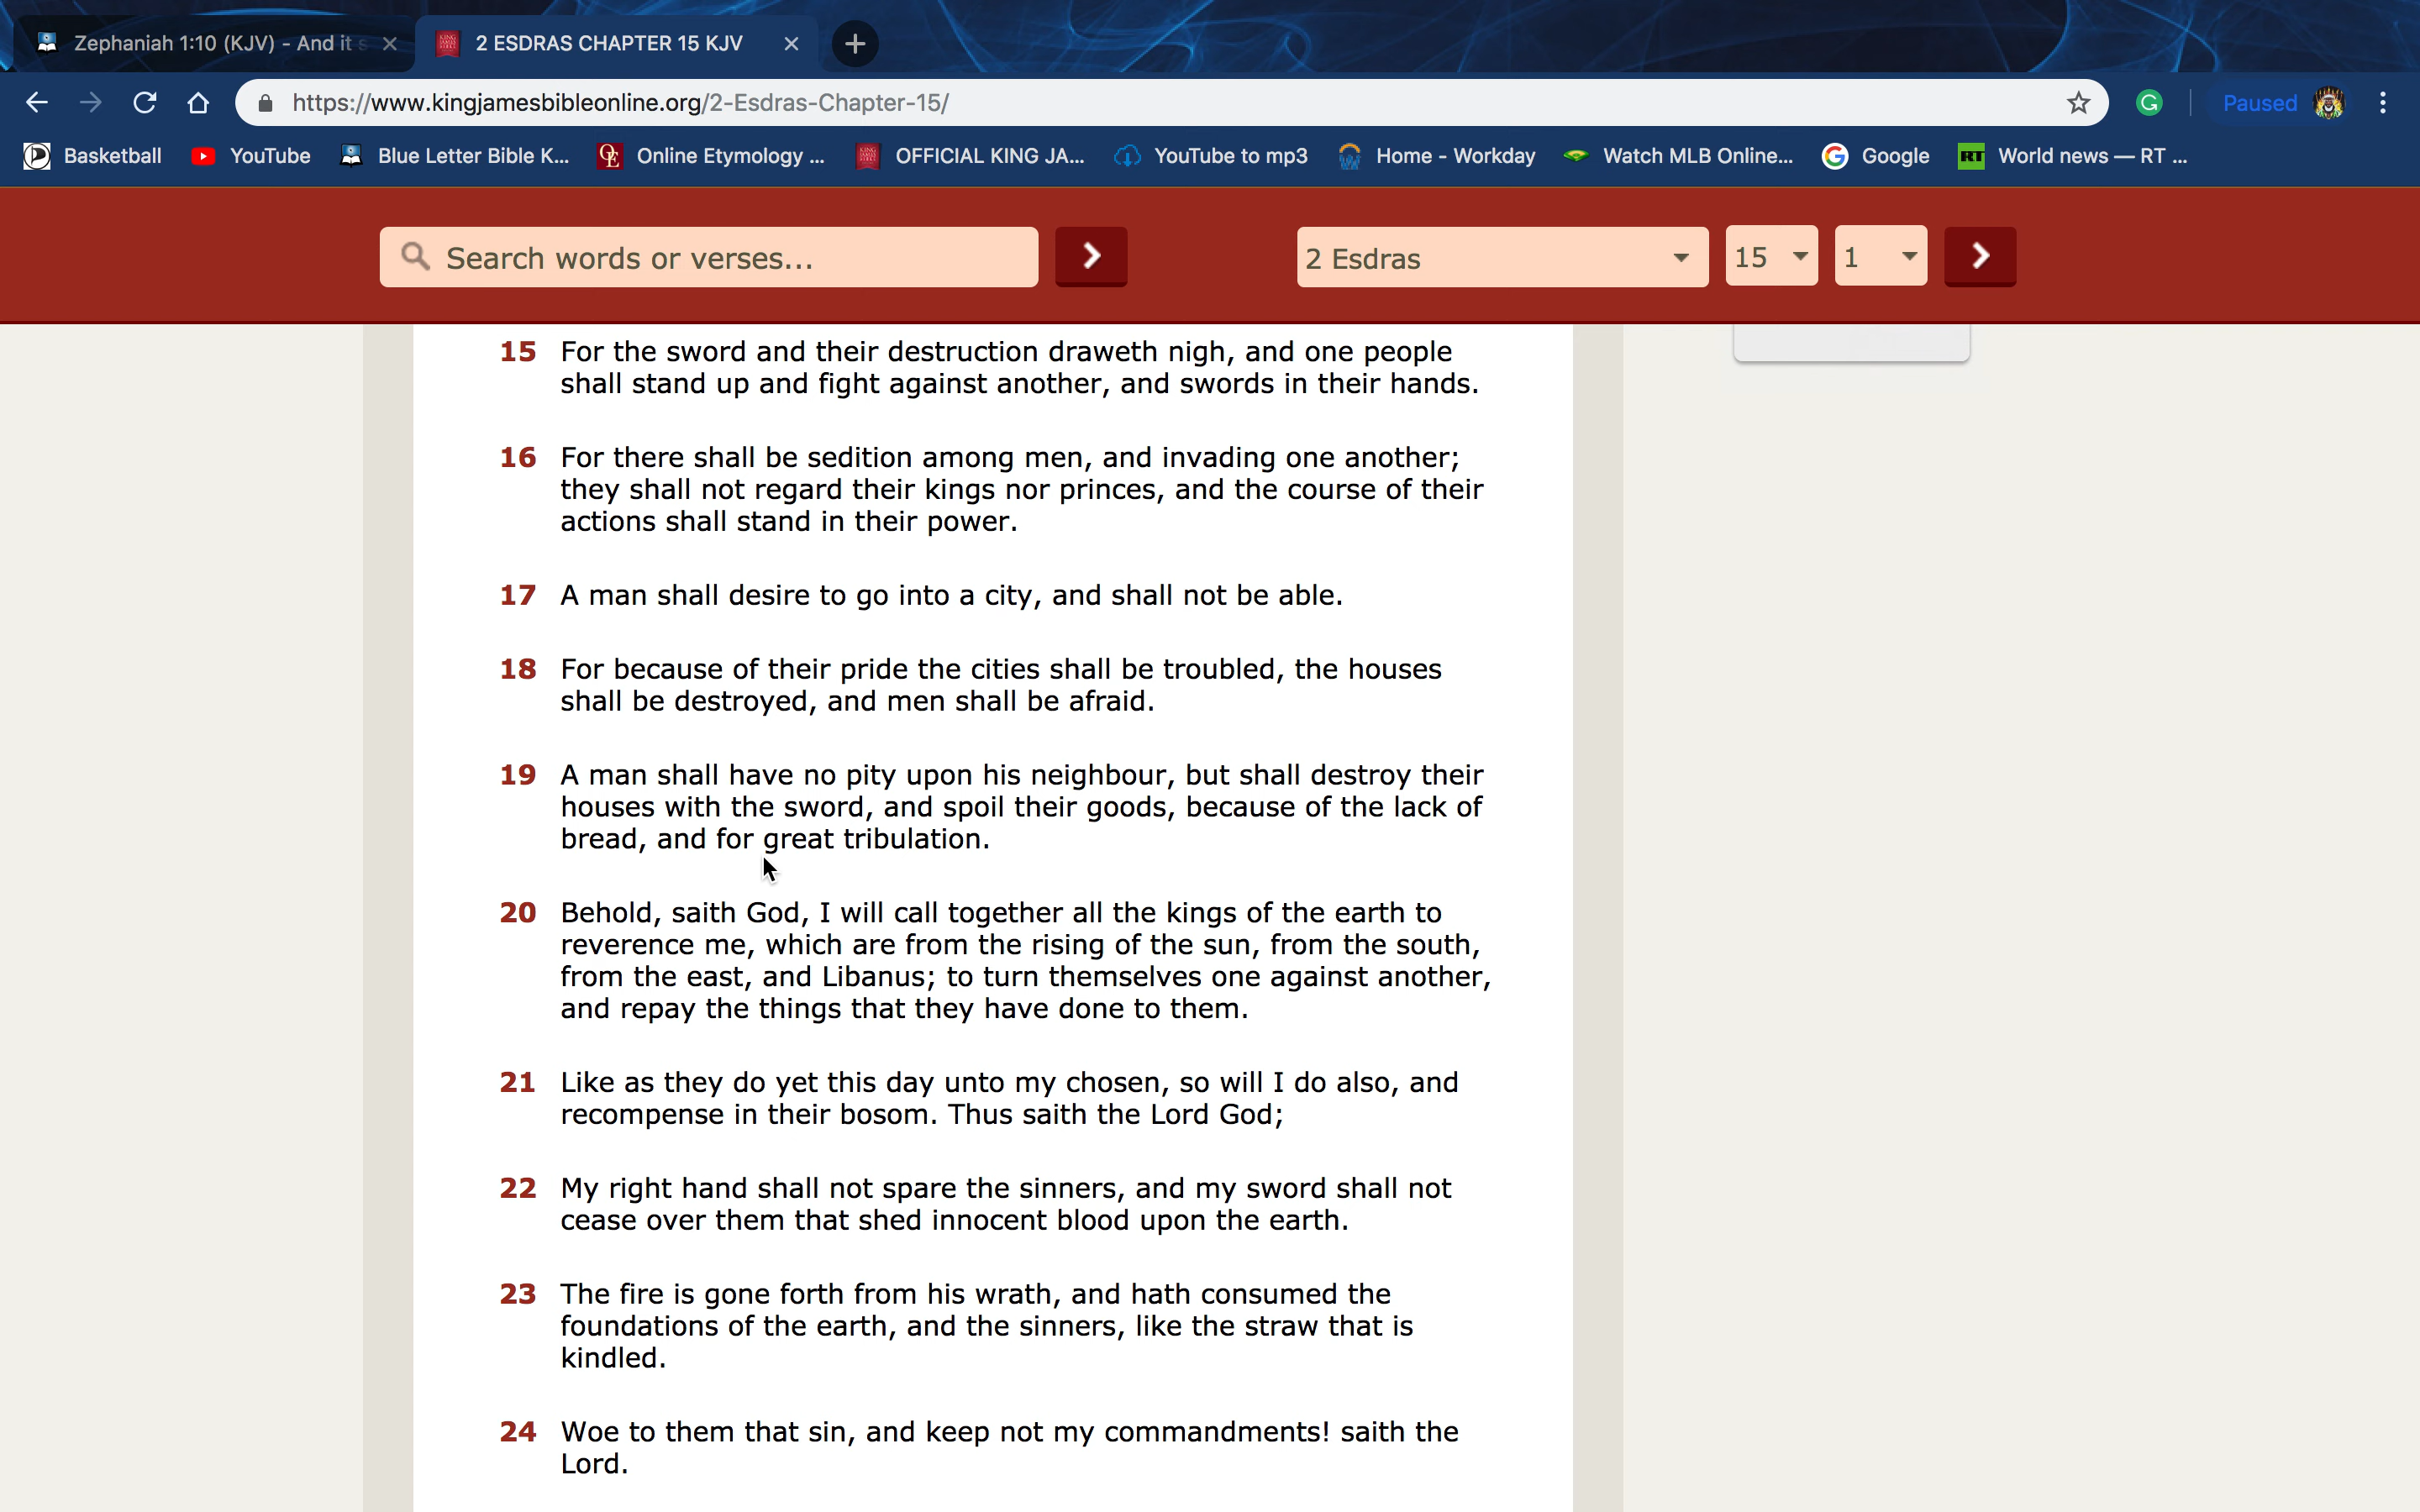 Zephaniah 1:10 (KJV) - And it s
2 ESDRAS CHAPTER 15 KJV
https://www.kingjamesbibleonline.org/2-Esdras-Chapter-15/
Paused
Basketball YouTube Blue Letter Bible K... Online Etymology ... OFFICIAL KING JA... YouTube to mp3 Home - Workday Watch MLB Online... Google RT World news — RT ...
Search words or verses... 2 Esdras 15 1
15 For the sword and their destruction draweth nigh, and one people
shall stand up and fight against another, and swords in their hands.
16 For there shall be sedition among men, and invading one another;
they shall not regard their kings nor princes, and the course of their
actions shall stand in their power.
17 A man shall desire to go into a city, and shall not be able.
18 For because of their pride the cities shall be troubled, the houses
shall be destroyed, and men shall be afraid.
19 A man shall have no pity upon his neighbour, but shall destroy their
houses with the sword, and spoil their goods, because of the lack of
bread, and for great tribulation.
20 Behold, saith God, I will call together all the kings of the earth to
reverence me, which are from the rising of the sun, from the south,
from the east, and Libanus; to turn themselves one against another,
and repay the things that they have done to them.
21 Like as they do yet this day unto my chosen, so will I do also, and
recompense in their bosom. Thus saith the Lord God;
22 My right hand shall not spare the sinners, and my sword shall not
cease over them that shed innocent blood upon the earth.
23 The fire is gone forth from his wrath, and hath consumed the
foundations of the earth, and the sinners, like the straw that is
kindled.
24 Woe to them that sin, and keep not my commandments! saith the
Lord.